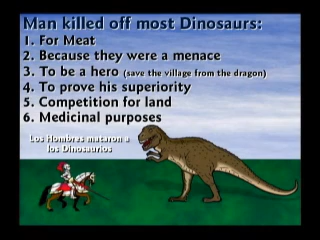 Man killed off most Dinosaurs:
1. For Meat
2. Because they were a menace
3. To be a hero (save the village from the dragon)
4. To prove his superiority
5. Competition for land
6. Medicinal purposes
Los Hombres mataron a
los Dinosaurios